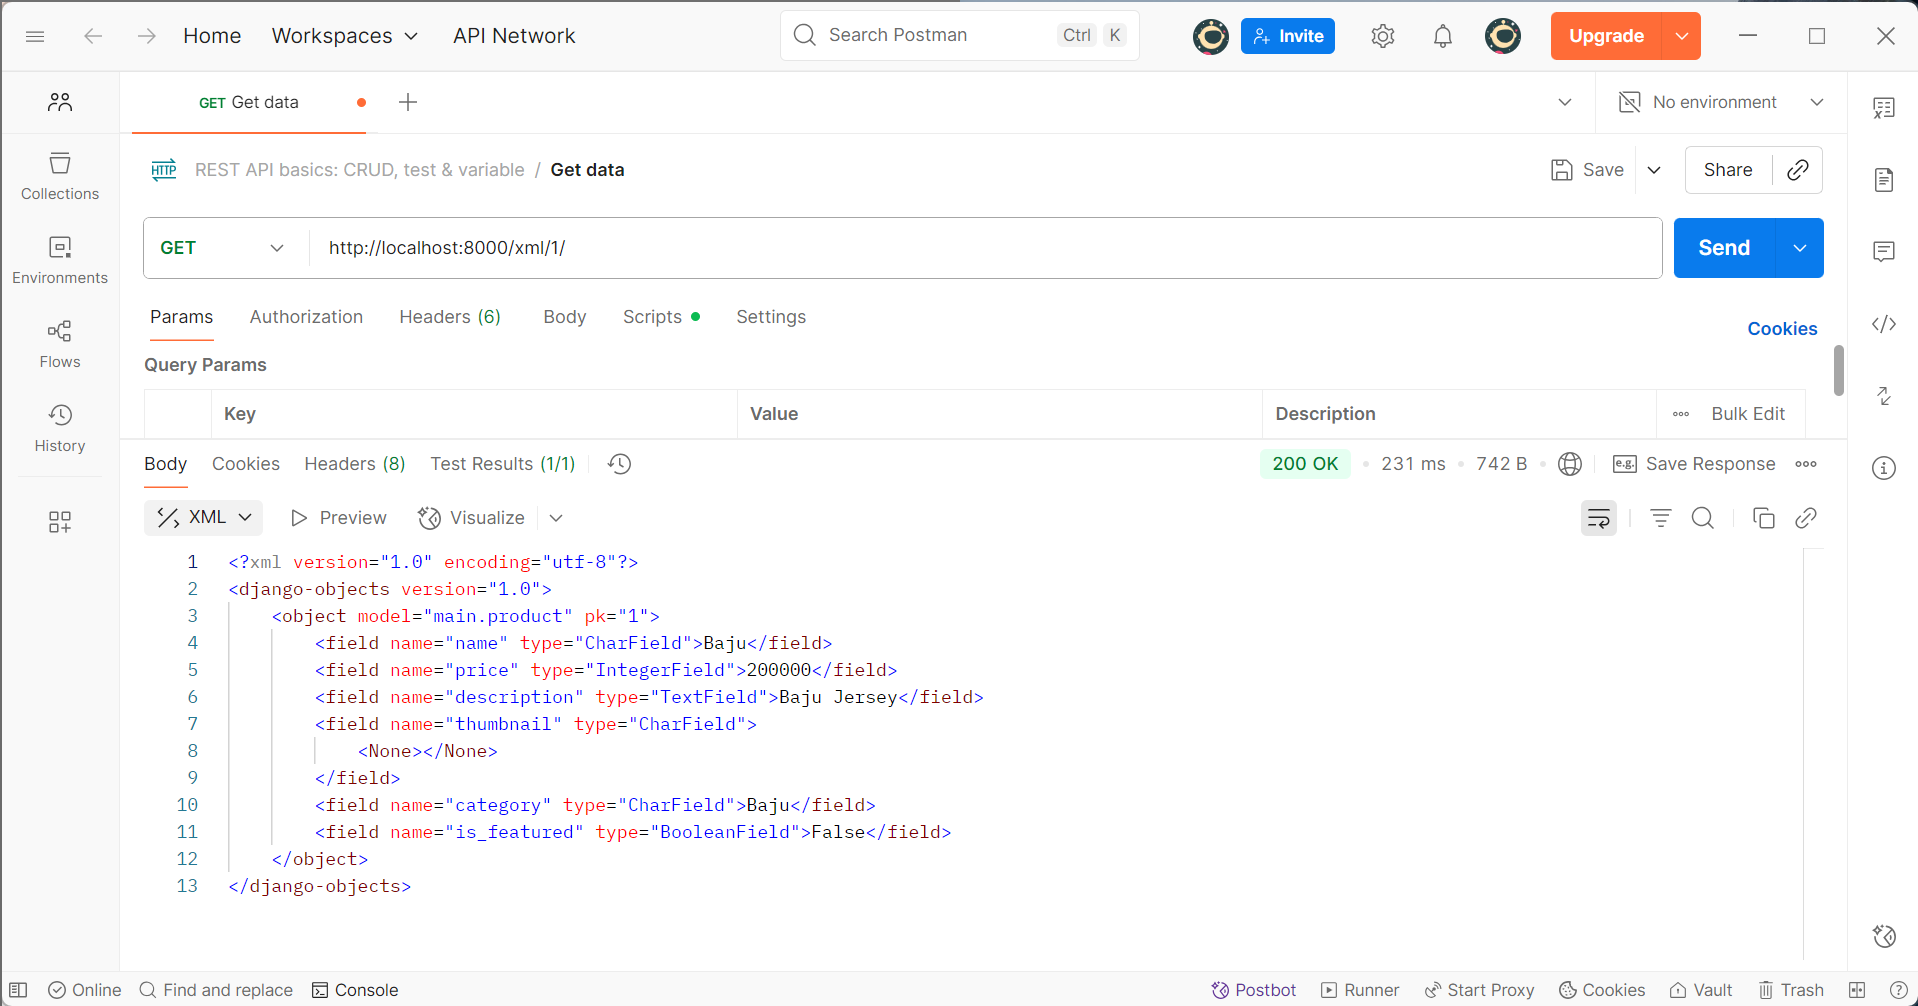 Home Workspaces API Network Search Postman Ctrl K Invite Upgrade
GET Get data No environment
HTTP REST API basics: CRUD, test & variable / Get data Save Share
Collections
Environments
Flows
History
GET http://localhost:8000/xml/1/ Send
Params Authorization Headers (6) Body Scripts Settings Cookies
Query Params
Key Value Description Bulk Edit
Body Cookies Headers (8) Test Results (1/1) 200 OK 231 ms 742 B e.g. Save Response
XML Preview Visualize
1 <?xml version="1.0" encoding="utf-8"?>
2 <django-objects version="1.0">
3 <object model="main.product" pk="1">
4 <field name="name" type="CharField">Baju</field>
5 <field name="price" type="IntegerField">200000</field>
6 <field name="description" type="TextField">Baju Jersey</field>
7 <field name="thumbnail" type="CharField">
8 <None></None>
9 </field>
10 <field name="category" type="CharField">Baju</field>
11 <field name="is_featured" type="BooleanField">False</field>
12 </object>
13 </django-objects>
Online Find and replace Console Postbot Runner Start Proxy Cookies Vault Trash